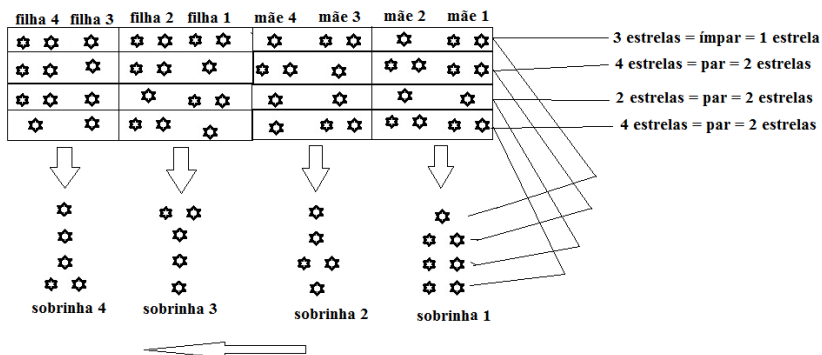 filha 4 filha 3 filha 2 filha 1 mãe 4 mãe 3 mãe 2 mãe 1
3 estrelas = ímpar = 1 estrela
4 estrelas = par = 2 estrelas
2 estrelas = par = 2 estrelas
4 estrelas = par = 2 estrelas
sobrinha 4 sobrinha 3 sobrinha 2 sobrinha 1